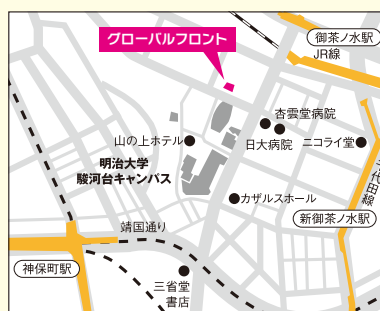 グローバルフロント
御茶ノ水駅
JR線
杏雲堂病院
山の上ホテル
日大病院
ニコライ堂
明治大学
駿河台キャンパス
千代田線
カザルスホール
新御茶ノ水駅
靖国通り
神保町駅
三省堂
書店